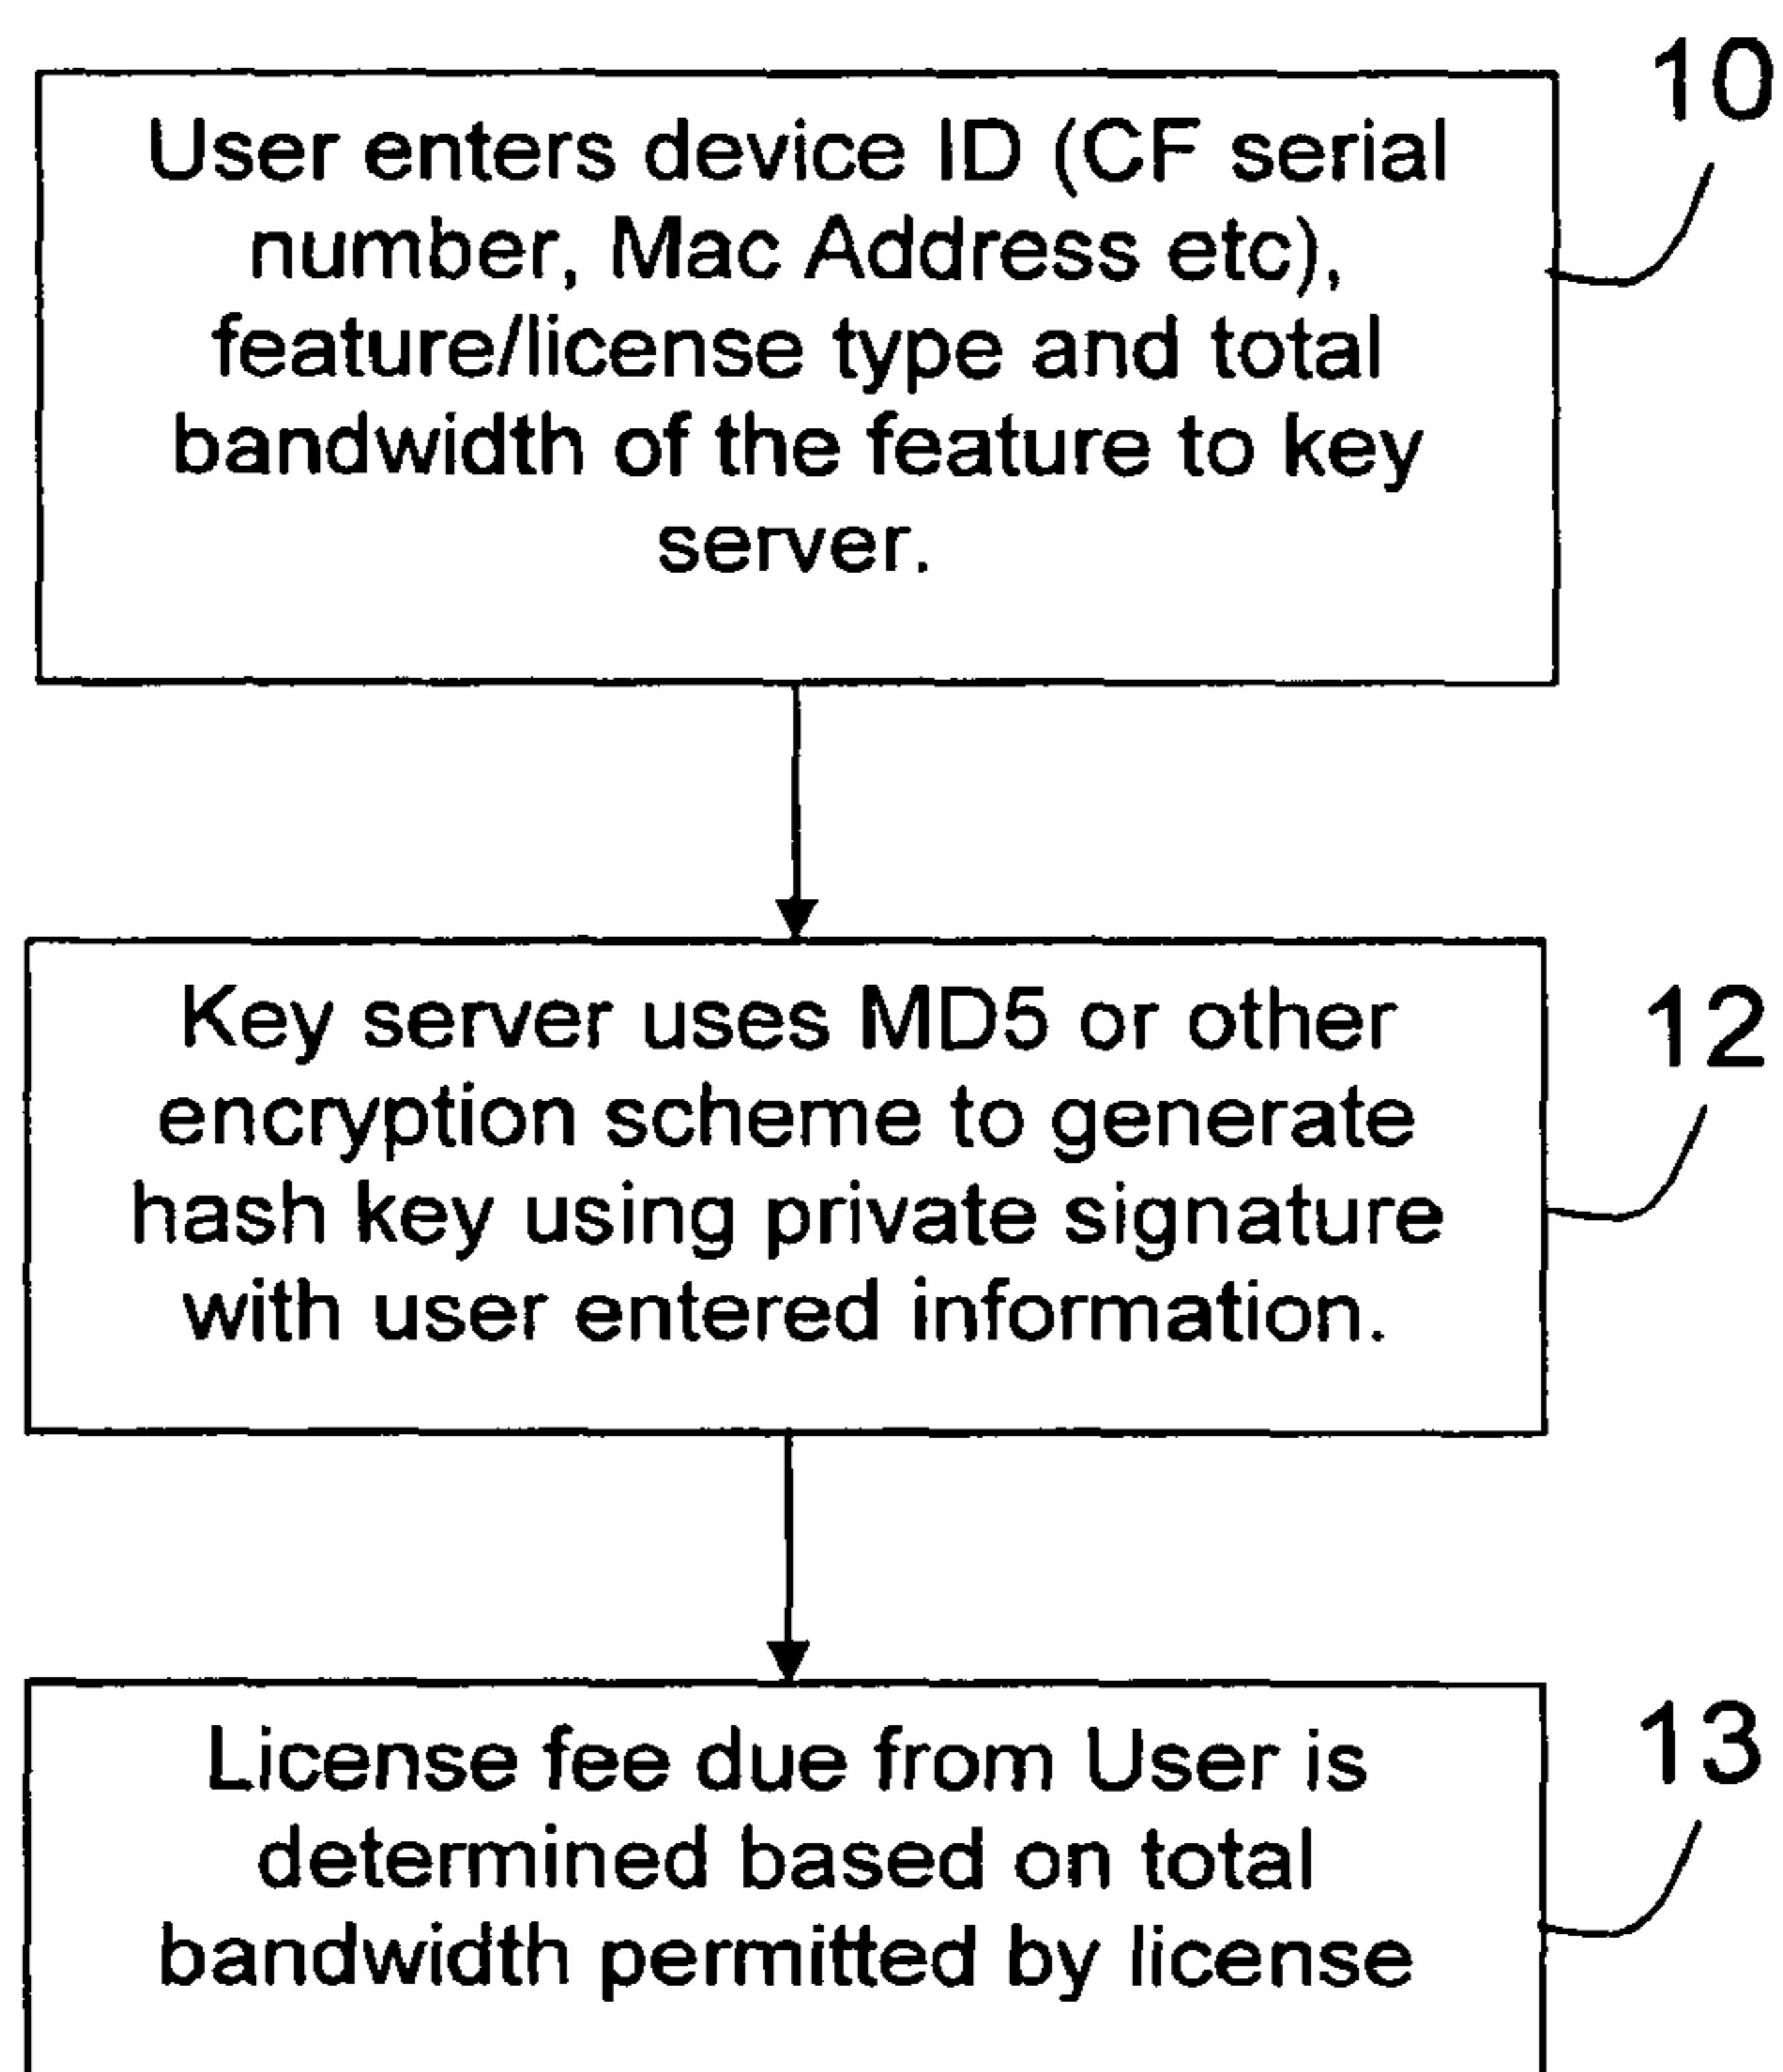 10
User enters device ID (CF serial
number, Mac Address etc),
feature/license type and total
bandwidth of the feature to key
server.
12
Key server uses MD5 or other
encryption scheme to generate
hash key using private signature
with user entered information.
13
License fee due from User is
determined based on total
bandwidth permitted by license